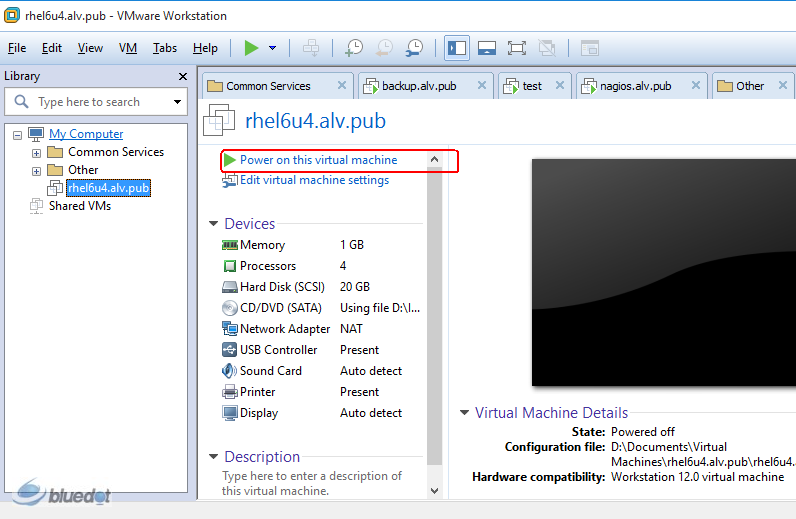 rhel6u4.alv.pub - VMware Workstation
File Edit View VM Tabs Help
Library
Type here to search
My Computer
Common Services
Other
rhel6u4.alv.pub
Shared VMs
Common Services backup.alv.pub test nagios.alv.pub Other
rhel6u4.alv.pub
Power on this virtual machine
Edit virtual machine settings
Devices
Memory 1 GB
Processors 4
Hard Disk (SCSI) 20 GB
CD/DVD (SATA) Using file D:\I...
Network Adapter NAT
USB Controller Present
Sound Card Auto detect
Printer Present
Display Auto detect
Description
Type here to enter a description of
this virtual machine.
Virtual Machine Details
State: Powered off
Configuration file: D:\Documents\Virtual
Machines\rhel6u4.alv.pub\rhel6u4.
Hardware compatibility: Workstation 12.0 virtual machine
bluedot